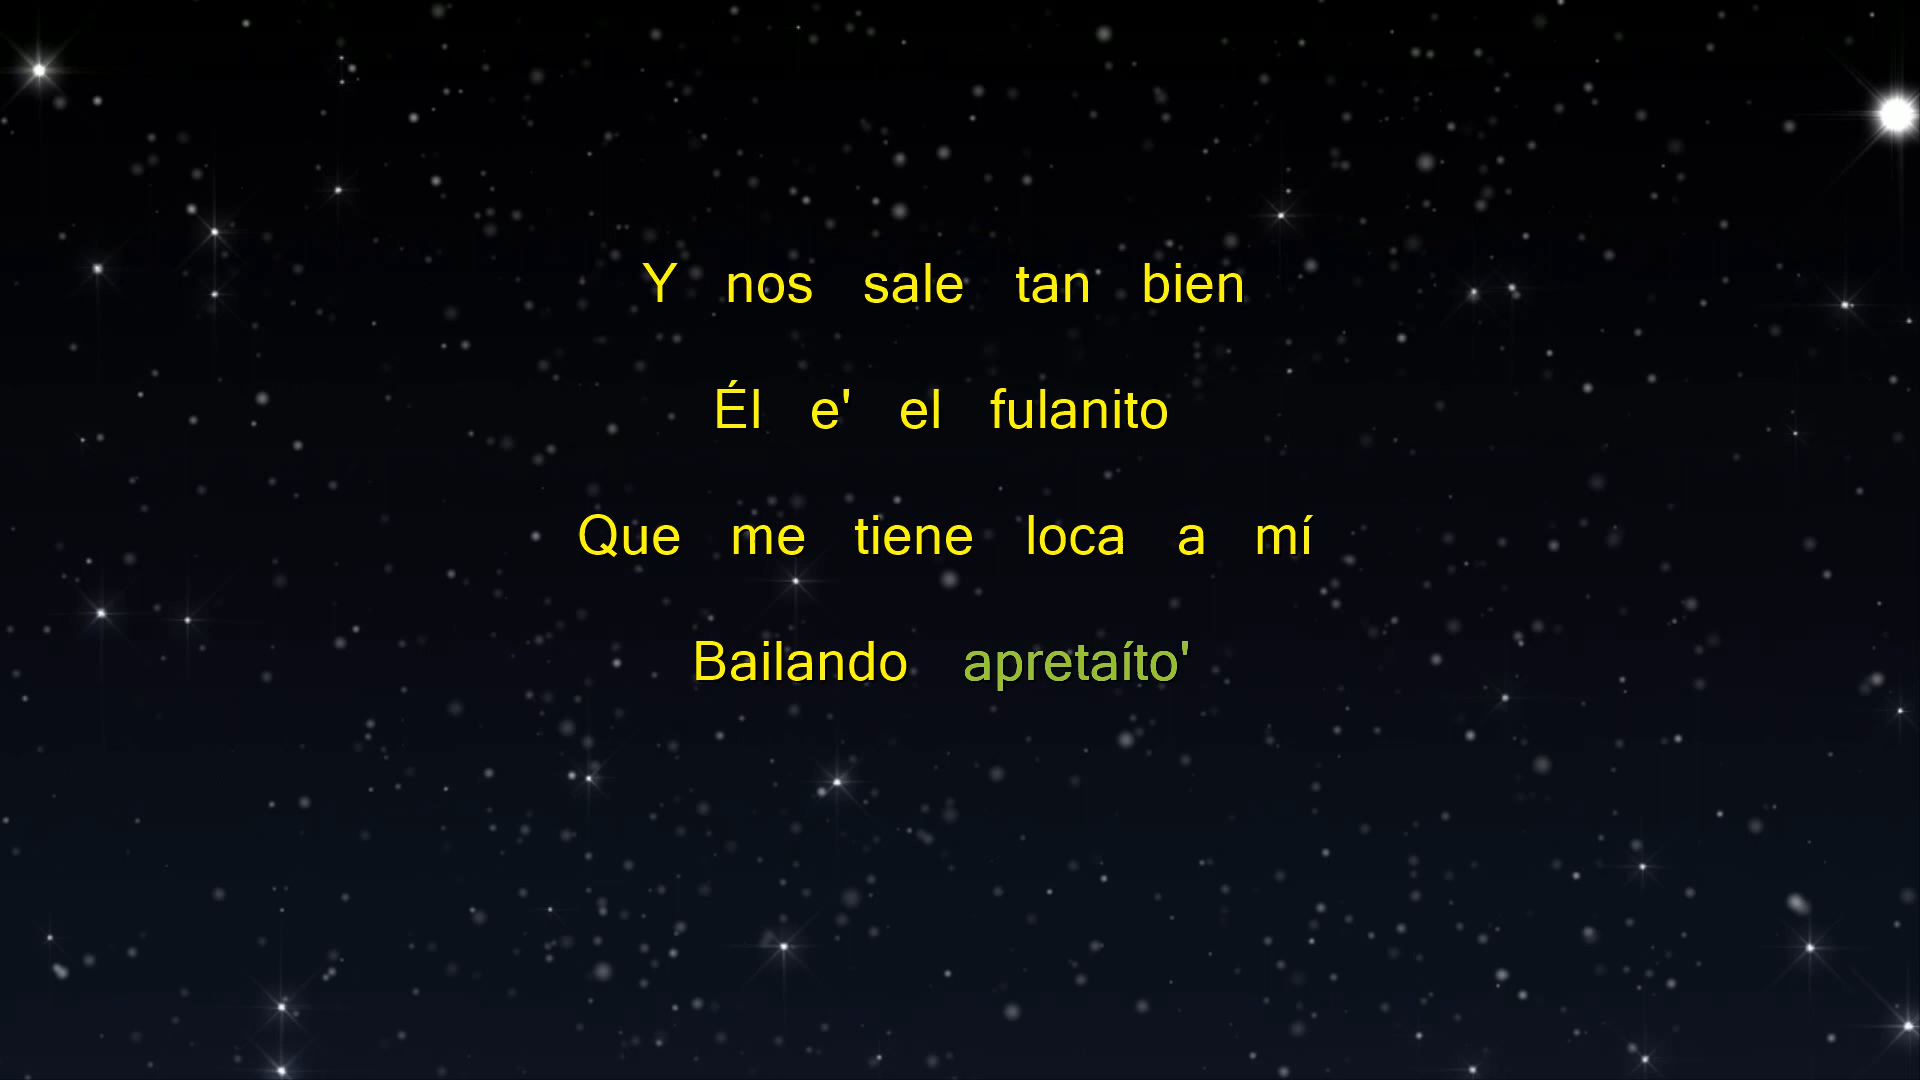 Y nos sale tan bien
Él e' el fulanito
Que me tiene loca a mí
Bailando apretaíto'